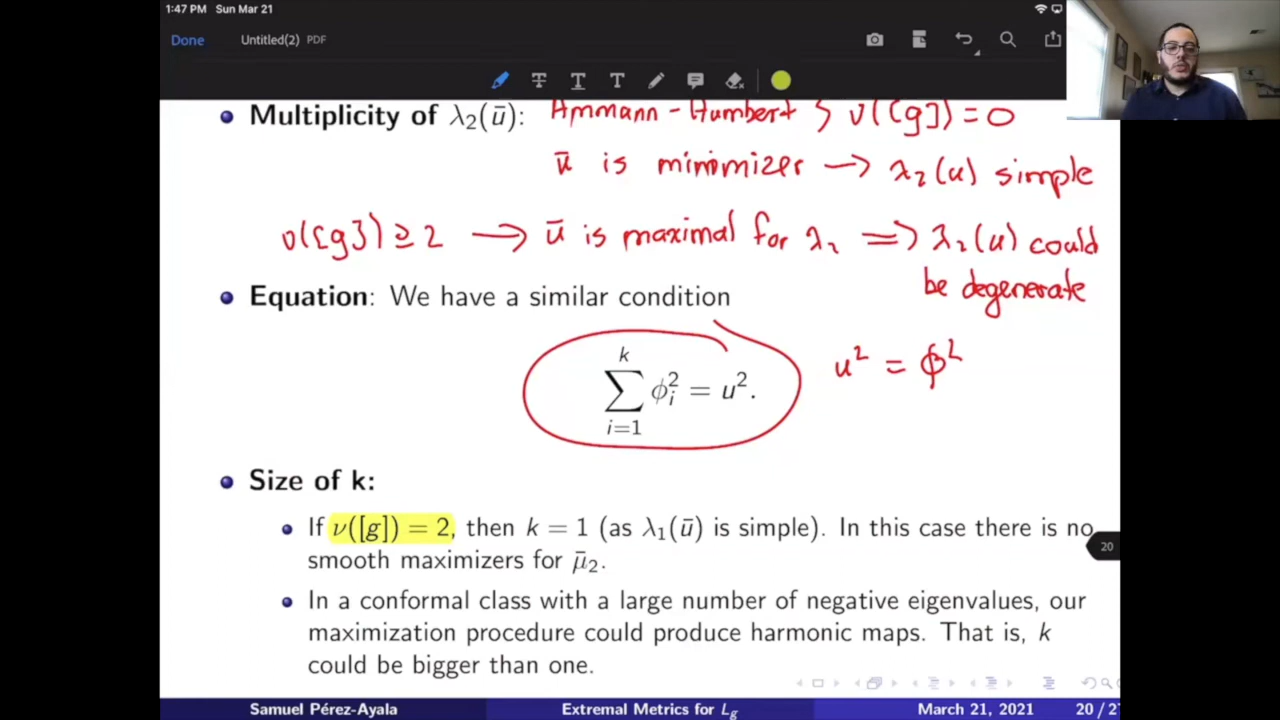 1:47 PM Sun Mar 21
Done Untitled(2) PDF
Multiplicity of λ₂(ū): Ammann - Humbert } ν([g]) = 0
ū is minimizer → λ₂(u) simple
ν([g]) ≥ 2 → ū is maximal for λ₂ ⇒ λ₂(u) could
be degenerate
Equation: We have a similar condition
k
∑ ϕᵢ² = u². u² = ϕ²
i=1
Size of k:
If ν([g]) = 2, then k = 1 (as λ₁(ū) is simple). In this case there is no
smooth maximizers for μ̄₂.
20
In a conformal class with a large number of negative eigenvalues, our
maximization procedure could produce harmonic maps. That is, k
could be bigger than one.
Samuel Pérez-Ayala Extremal Metrics for L_g March 21, 2021 20 / 2